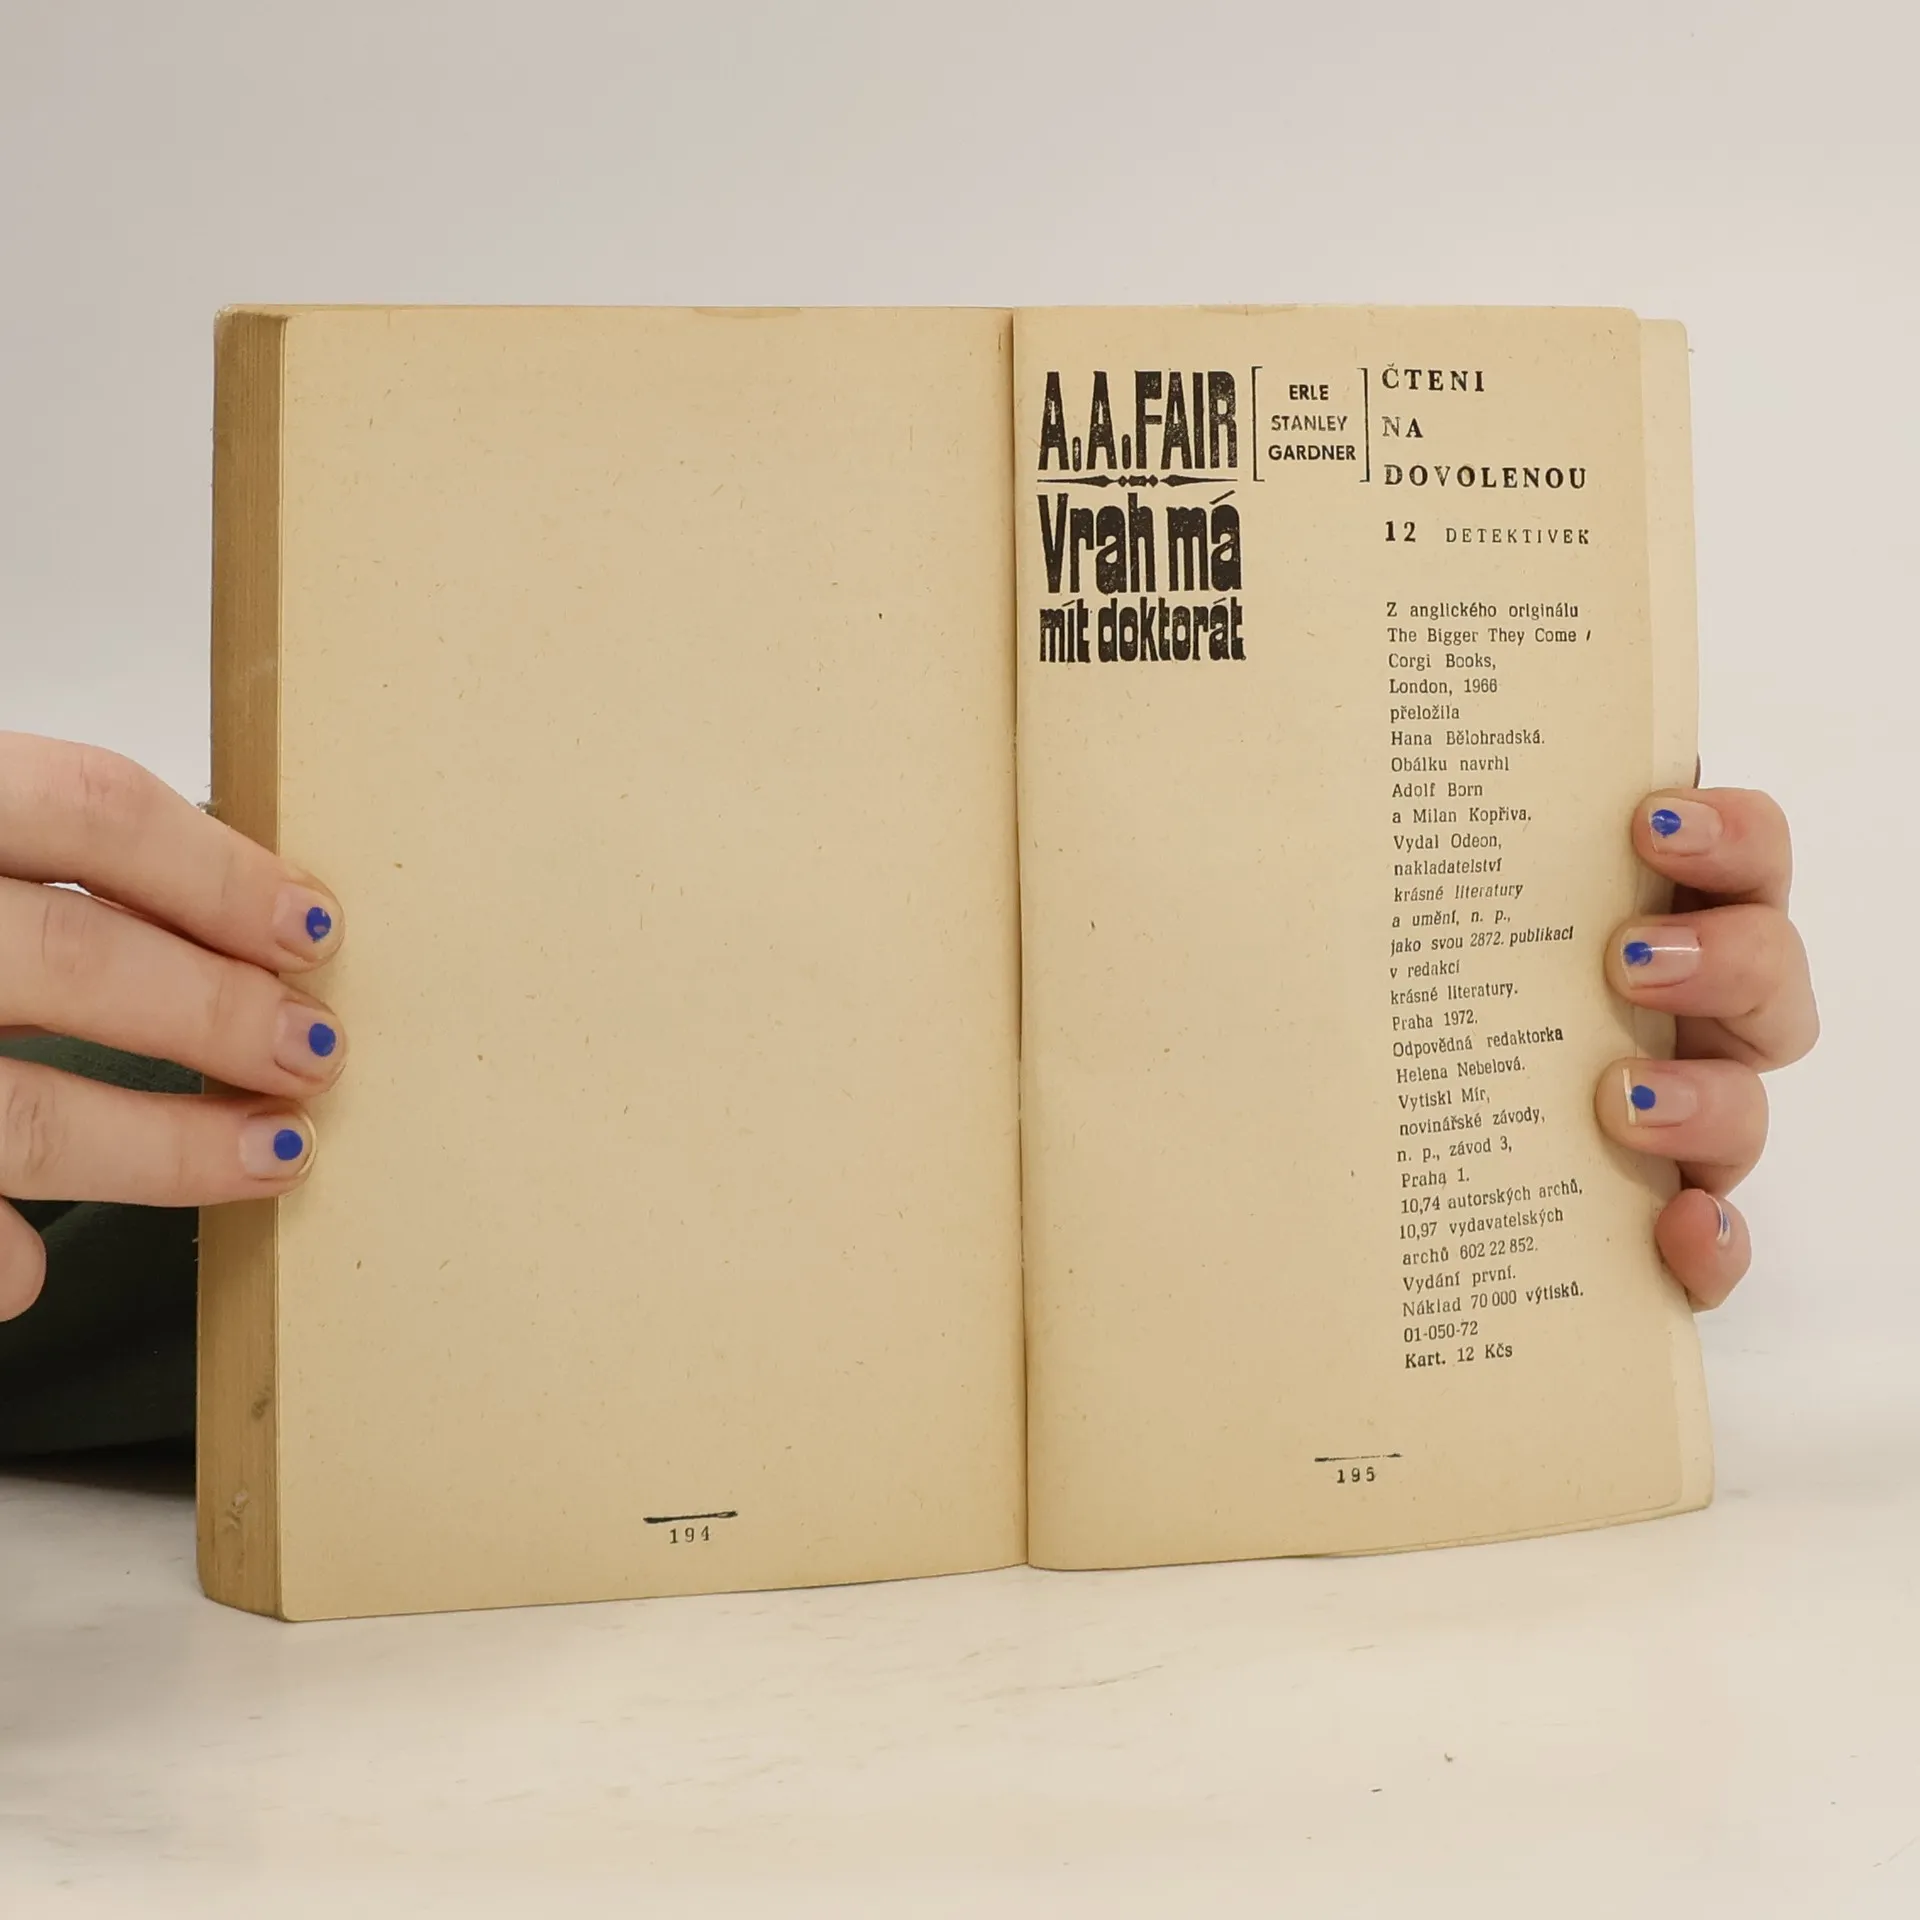 194
A.A.FAIR
Vrah má
mít doktorát
[ERLE
STANLEY
GARDNER]
ČTENI
NA
DOVOLENOU
12 DETEKTIVEK
Z anglického originálu
The Bigger They Come /
Corgi Books,
London, 1966
přeložila
Hana Bělohradská.
Obálku navrhl
Adolf Born
a Milan Kopřiva.
Vydal Odeon,
nakladatelství
krásné literatury
a umění, n. p.,
jako svou 2872. publikaci
v redakci
krásné literatury.
Praha 1972.
Odpovědná redaktorka
Helena Nebelová.
Vytiskl Mír,
novinářské závody,
n. p., závod 3,
Praha 1.
10,74 autorských archů,
10,97 vydavatelských
archů 602 22 852.
Vydání první.
Náklad 70 000 výtisků.
01-050-72
Kart. 12 Kčs
195